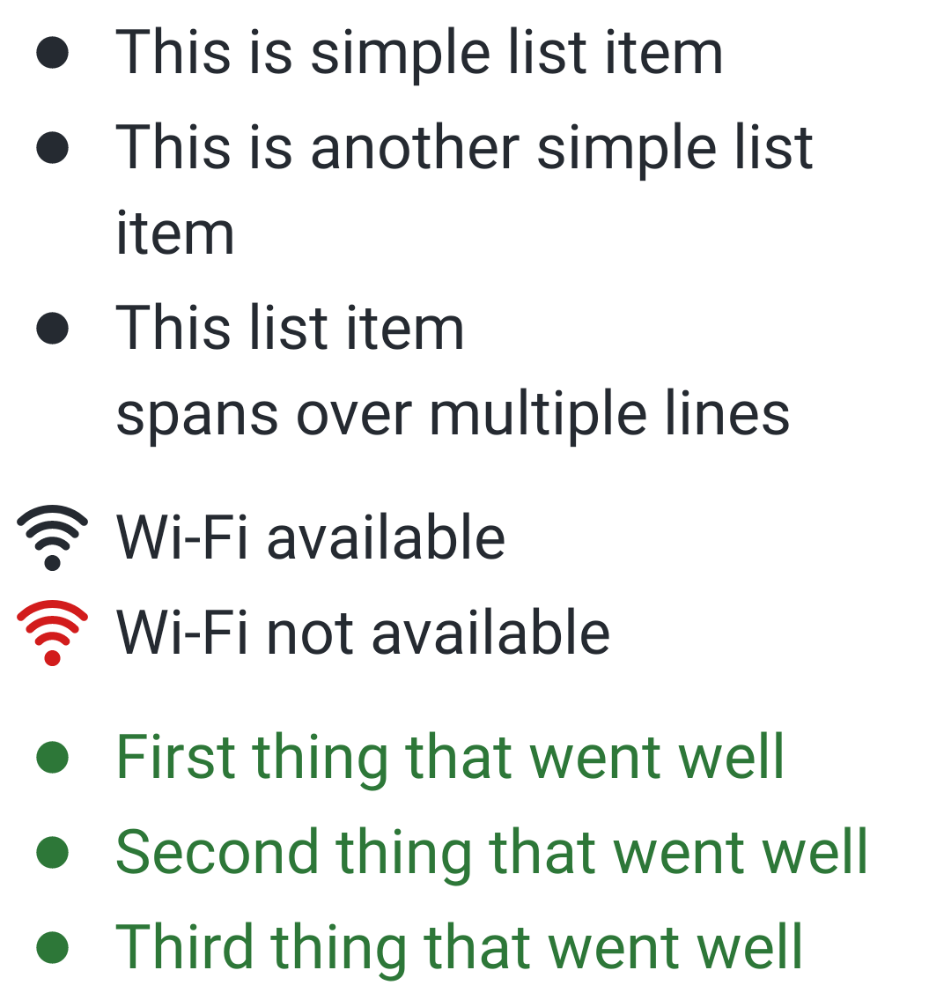 This is simple list item
This is another simple list
item
This list item
spans over multiple lines
Wi-Fi available
Wi-Fi not available
First thing that went well
Second thing that went well
Third thing that went well